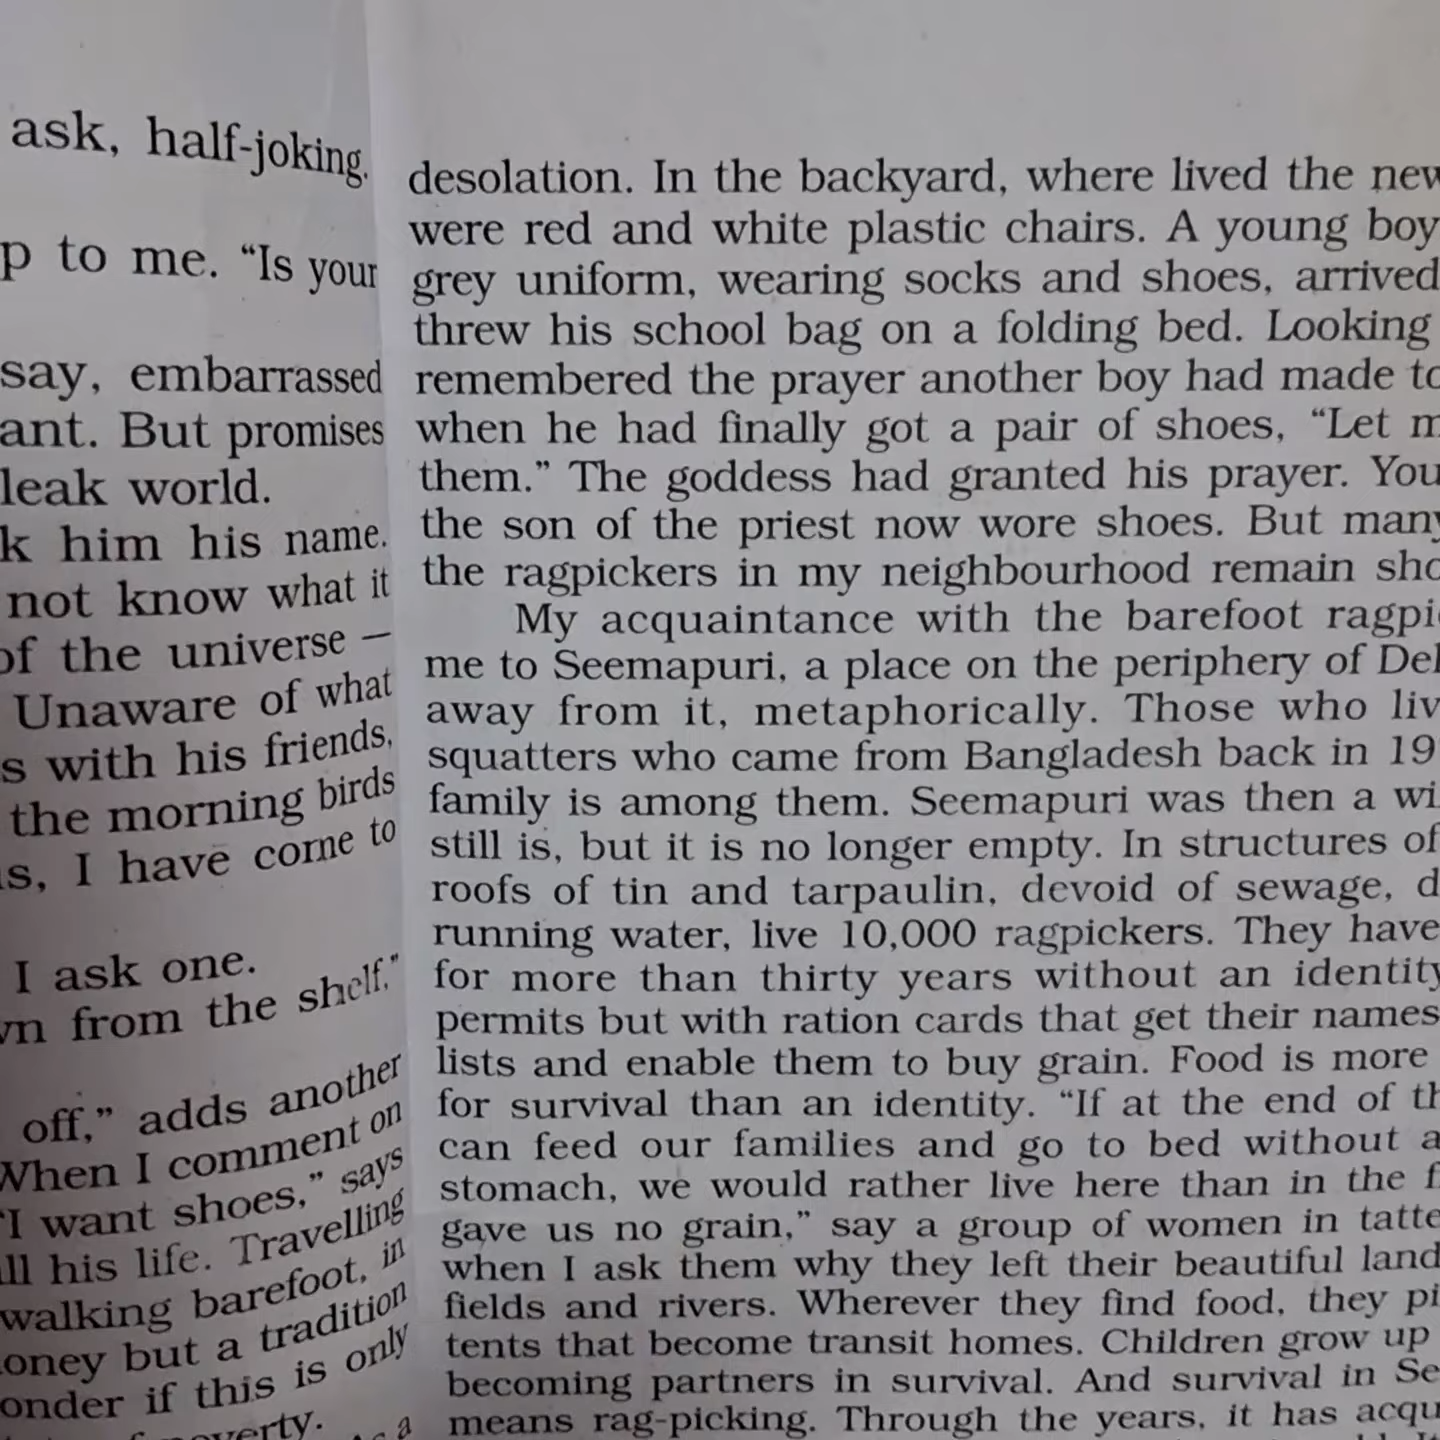 ask, half-joking.
p to me. “Is your
say, embarrassed
ant. But promises
leak world.
k him his name.
not know what it
of the universe —
Unaware of what
s with his friends,
the morning birds
s, I have come to
I ask one.
wn from the shelf,”
off,” adds another
When I comment on
“I want shoes,” says
ll his life. Travelling
walking barefoot, in
oney but a tradition
onder if this is only
poverty.
As a
desolation. In the backyard, where lived the new
were red and white plastic chairs. A young boy
grey uniform, wearing socks and shoes, arrived
threw his school bag on a folding bed. Looking
remembered the prayer another boy had made to
when he had finally got a pair of shoes, “Let m
them.” The goddess had granted his prayer. You
the son of the priest now wore shoes. But many
the ragpickers in my neighbourhood remain sho
My acquaintance with the barefoot ragpi
me to Seemapuri, a place on the periphery of Del
away from it, metaphorically. Those who liv
squatters who came from Bangladesh back in 19
family is among them. Seemapuri was then a wi
still is, but it is no longer empty. In structures of
roofs of tin and tarpaulin, devoid of sewage, d
running water, live 10,000 ragpickers. They have
for more than thirty years without an identity
permits but with ration cards that get their names
lists and enable them to buy grain. Food is more
for survival than an identity. “If at the end of th
can feed our families and go to bed without a
stomach, we would rather live here than in the f
gave us no grain,” say a group of women in tatte
when I ask them why they left their beautiful land
fields and rivers. Wherever they find food, they pi
tents that become transit homes. Children grow up
becoming partners in survival. And survival in Se
means rag-picking. Through the years, it has acqu